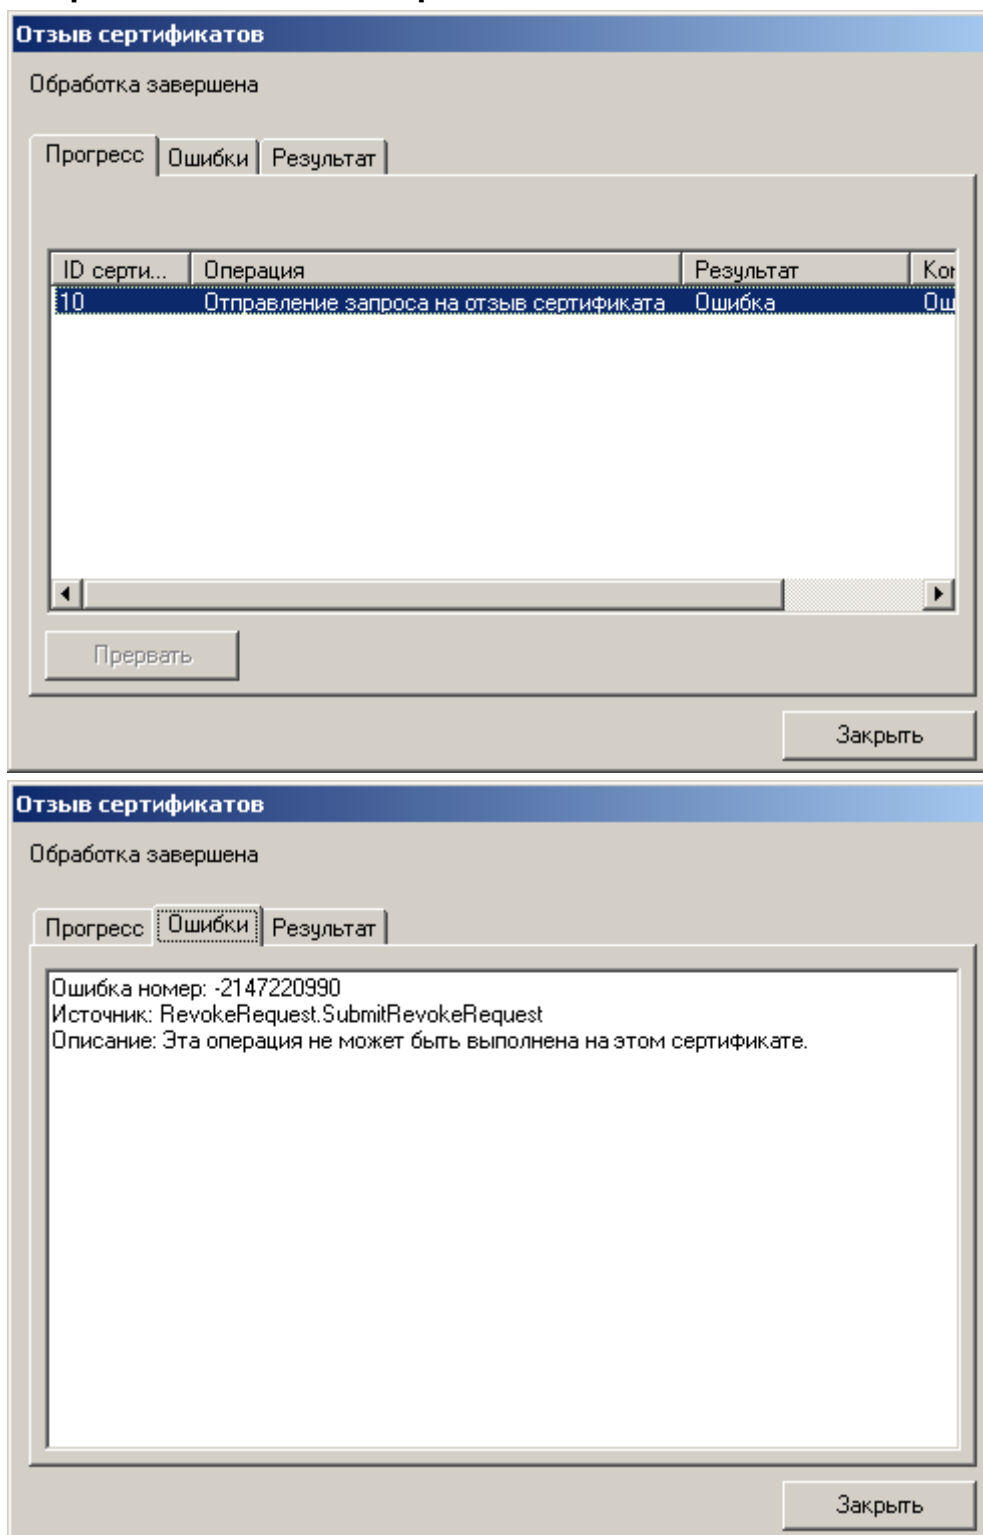 Отзыв сертификатов
Обработка завершена
Прогресс Ошибки Результат
ID серти... Операция Результат
10 Отправление запроса на отзыв сертификата Ошибка
Прервать
Закрыть
Отзыв сертификатов
Обработка завершена
Прогресс Ошибки Результат
Ошибка номер: -2147220990
Источник: RevokeRequest.SubmitRevokeRequest
Описание: Эта операция не может быть выполнена на этом сертификате.
Закрыть